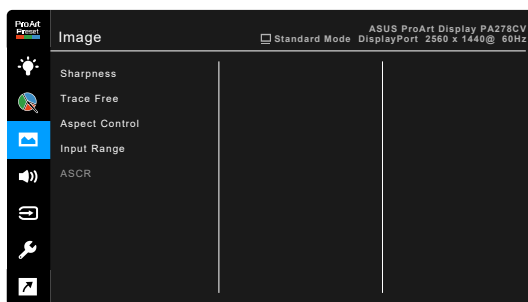 ProArt
Preset
Image
ASUS ProArt Display PA278CV
Standard Mode DisplayPort 2560 x 1440@ 60Hz
Sharpness
Trace Free
Aspect Control
Input Range
ASCR